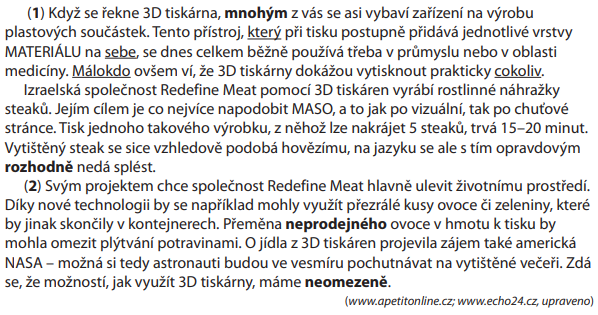 (1) Když se řekne 3D tiskárna, mnohým z vás se asi vybaví zařízení na výrobu
plastových součástek. Tento přístroj, který při tisku postupně přidává jednotlivé vrstvy
MATERIÁLU na sebe, se dnes celkem běžně používá třeba v průmyslu nebo v oblasti
medicíny. Málokdo ovšem ví, že 3D tiskárny dokážou vytisknout prakticky cokoliv.
Izraelská společnost Redefine Meat pomocí 3D tiskáren vyrábí rostlinné náhražky
steaků. Jejím cílem je co nejvíce napodobit MASO, a to jak po vizuální, tak po chuťové
stránce. Tisk jednoho takového výrobku, z něhož lze nakrájet 5 steaků, trvá 15–20 minut.
Vytištěný steak se sice vzhledově podobá hovězímu, na jazyku se ale s tím opravdovým
rozhodně nedá splést.
(2) Svým projektem chce společnost Redefine Meat hlavně ulevit životnímu prostředí.
Díky nové technologii by se například mohly využít přezrálé kusy ovoce či zeleniny, které
by jinak skončily v kontejnerech. Přeměna neprodejného ovoce v hmotu k tisku by
mohla omezit plýtvání potravinami. O jídla z 3D tiskáren projevila zájem také americká
NASA – možná si tedy astronauti budou ve vesmíru pochutnávat na vytištěné večeři. Zdá
se, že možností, jak využít 3D tiskárny, máme neomezeně.
(www.apetitonline.cz; www.echo24.cz, upraveno)